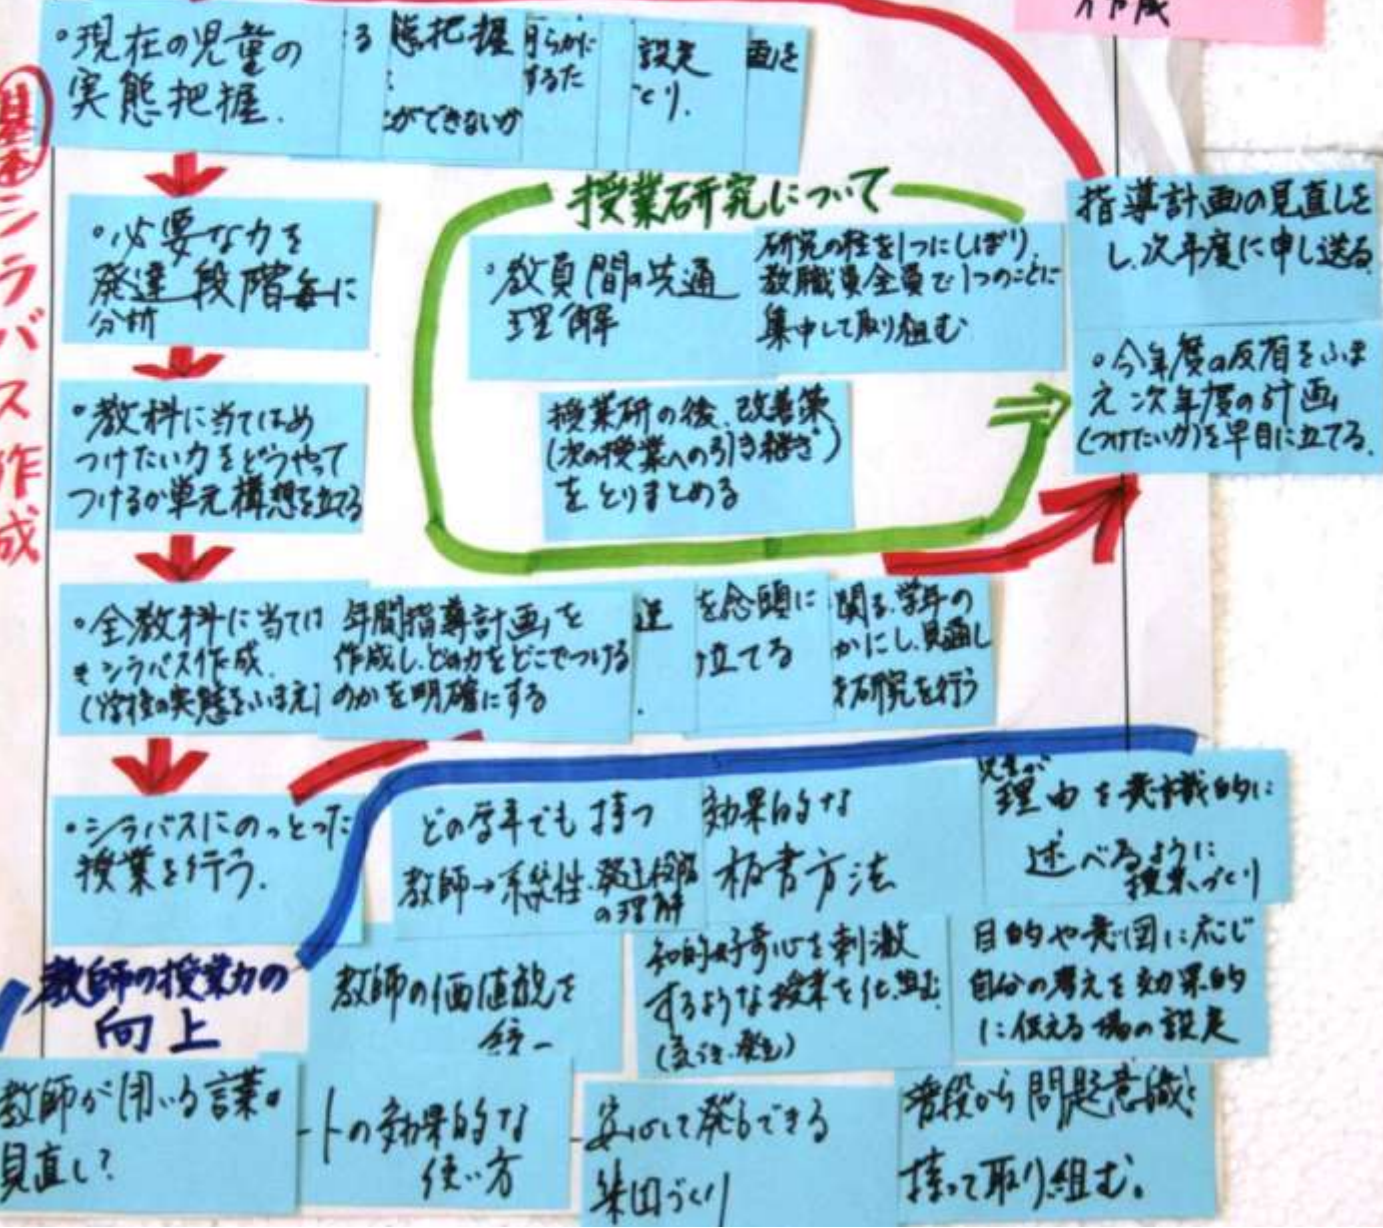 作成
基本シラバス作成
・現在の児童の
実態把握.
る
態把握
ができないが
明らかに
するた
設定
画を
・必要な力を
発達段階毎に
分析
・教科に当てはめ
つけたい力をどうやって
つけるか単元構想を立てる
授業研究について
・教員間の共通
理解
研究の柱を1つにしぼり、
教職員全員で1つのことに
集中して取り組む
授業研の後、改善策
(次の授業への引き継ぎ)
をとりまとめる
指導計画の見直しを
し、次年度に申し送る
・今年度の反省をふま
え次年度の計画
(つけたい力)を早目に立てる.
・全教科に当ては
シラバス作成.
(学校の実態をふまえ)
年間指導計画を
作成し、どの力をどこでつける
のかを明確にする
を念頭に
立てる
関る、学年の
かにし、見通し
研究を行う
・シラバスにのっとった
授業を行う.
どの学年でも持つ
教師→系統性、発達段階
の理解
効果的な
板書方法
児童が
理由を意識的に
述べるように
授業づくり
教師の授業力の
向上
教師の価値観を
統一
知的好奇心を刺激
するような授業を仕組む.
目的や意図に応じ
自分の考えを効果的
に伝える場の設定
教師が用いる言葉の
見直し?
トの効果的な
使い方
安心して発言できる
集団づくり
普段から問題意識を
持って取り組む。